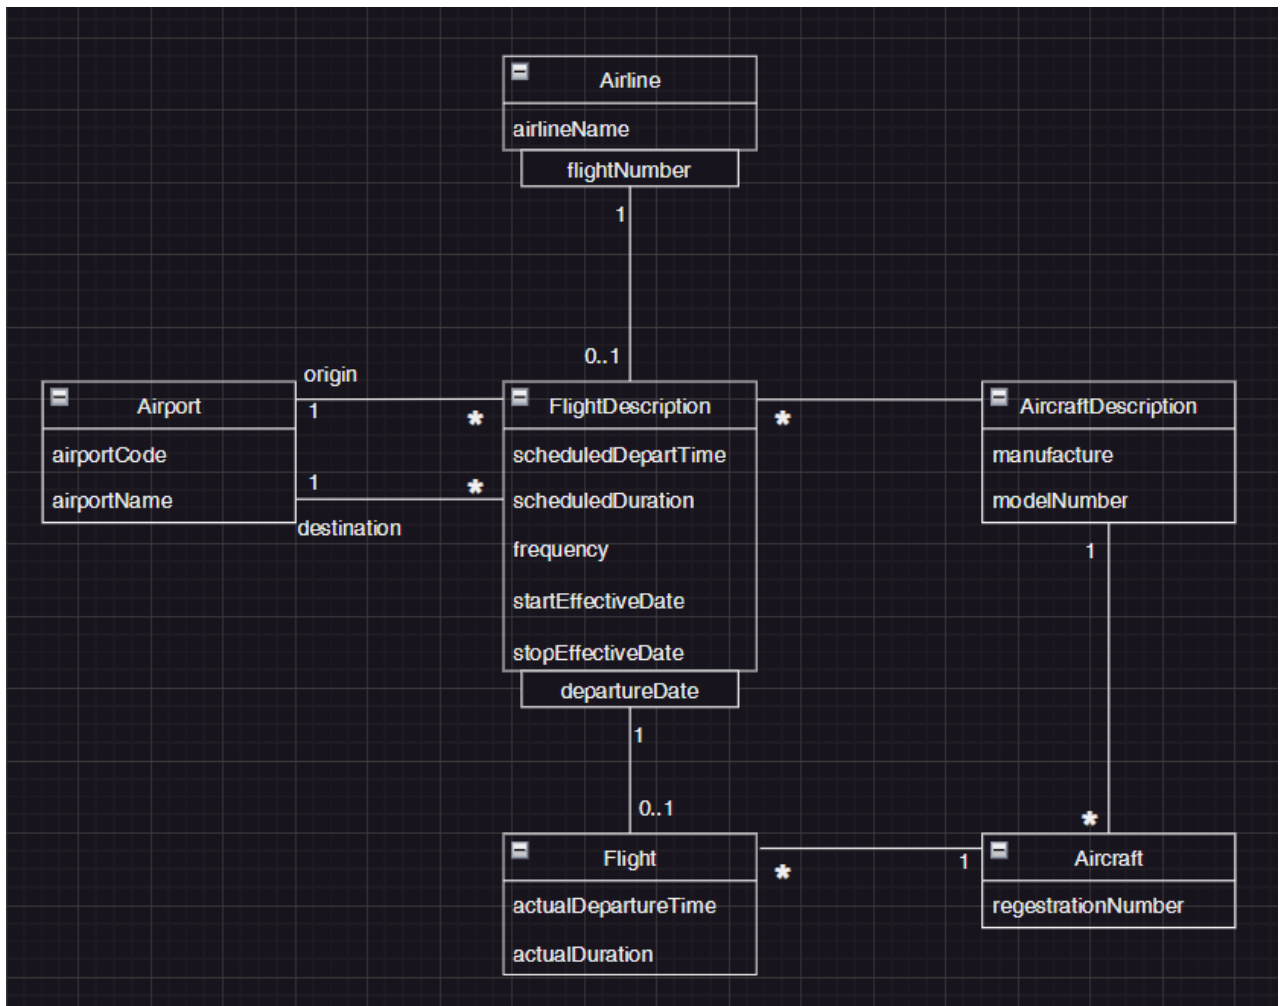 Airline
airlineName
flightNumber
1
0..1
origin
Airport
1
*
FlightDescription
*
AircraftDescription
airportCode
scheduledDepartTime
manufacture
airportName
1
*
scheduledDuration
modelNumber
destination
frequency
1
startEffectiveDate
stopEffectiveDate
departureDate
1
0..1
*
Flight
*
1
Aircraft
actualDepartureTime
regestrationNumber
actualDuration